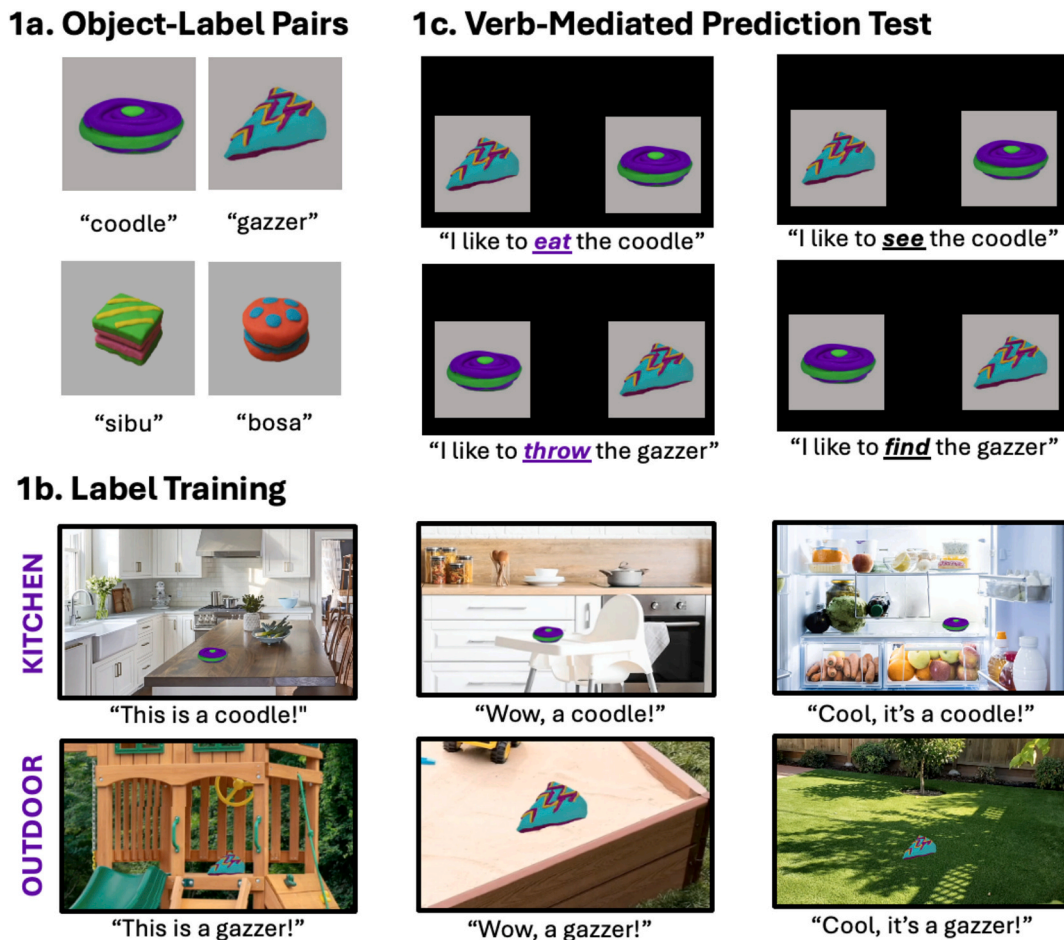 1a. Object-Label Pairs
“coodle”
“gazzer”
“sibu”
“bosa”
1c. Verb-Mediated Prediction Test
“I like to eat the coodle”
“I like to see the coodle”
“I like to throw the gazzer”
“I like to find the gazzer”
1b. Label Training
KITCHEN
“This is a coodle!"
“Wow, a coodle!”
“Cool, it’s a coodle!”
OUTDOOR
“This is a gazzer!”
“Wow, a gazzer!”
“Cool, it’s a gazzer!”